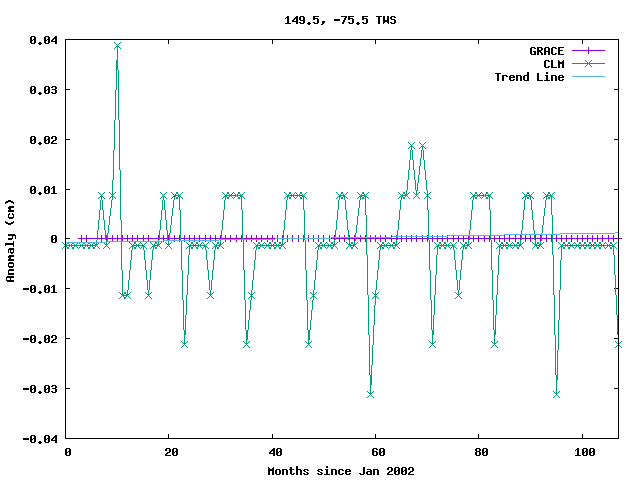 149.5, -75.5 TWS
GRACE
CLM
Trend Line
0.04
0.03
0.02
0.01
0
-0.01
-0.02
-0.03
-0.04
Anomaly (cm)
0 20 40 60 80 100
Months since Jan 2002